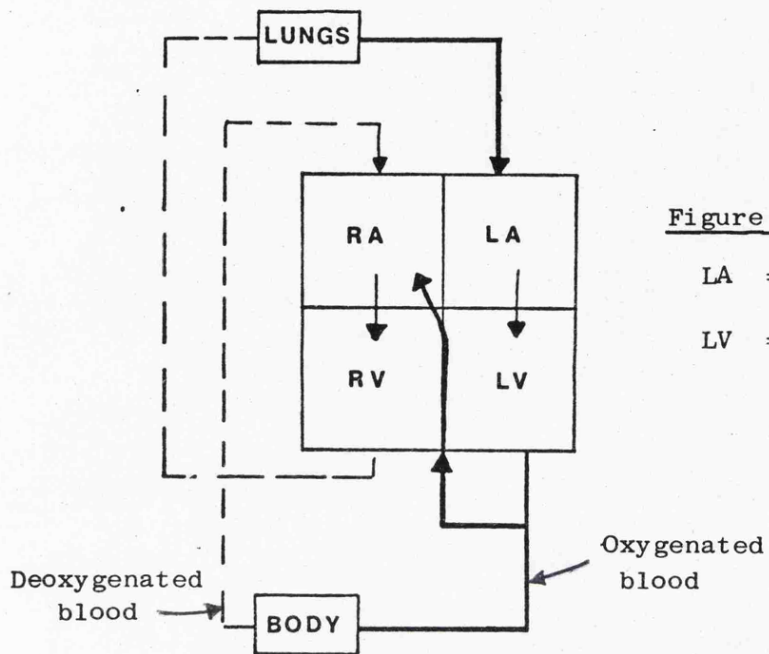 LUNGS
RA LA
RV LV
Figure
LA =
LV =
Deoxygenated
blood
Oxygenated
blood
BODY